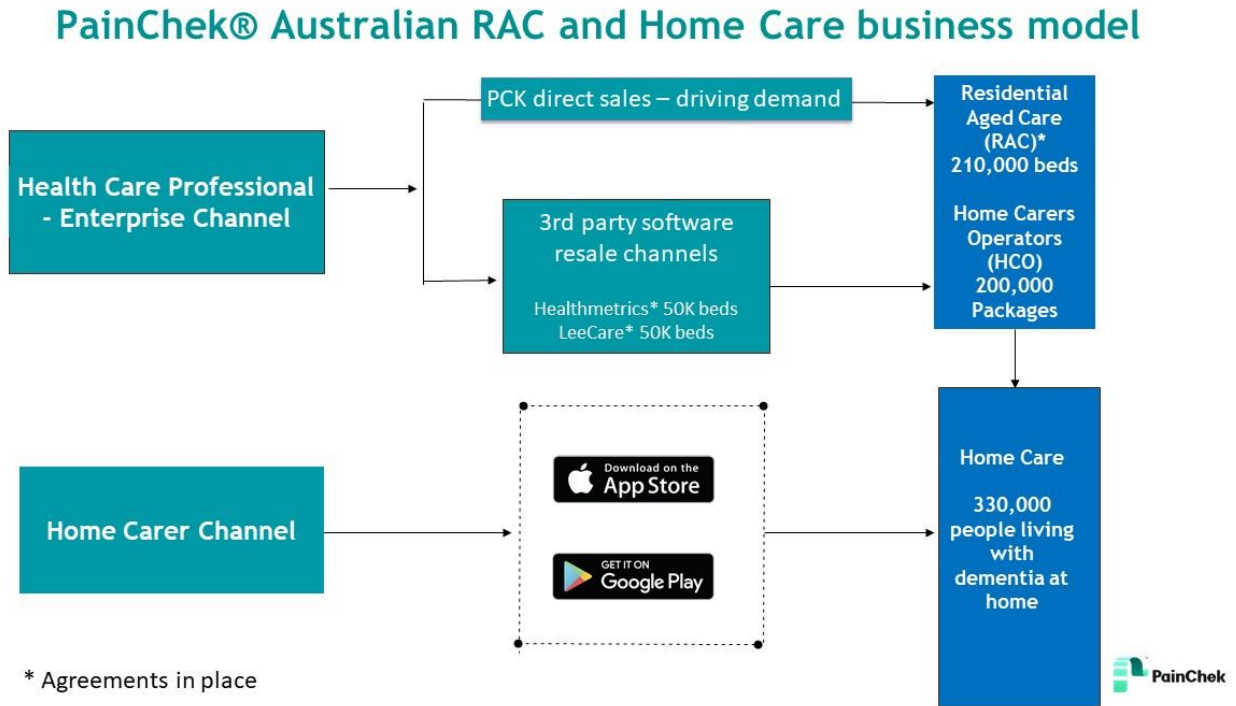 PainChek® Australian RAC and Home Care business model
PCK direct sales – driving demand
Residential
Aged Care
(RAC)*
210,000 beds
Home Carers
Operators
(HCO)
200,000
Packages
Health Care Professional
- Enterprise Channel
3rd party software
resale channels
Healthmetrics* 50K beds
LeeCare* 50K beds
Home Carer Channel
Download on the
App Store
GET IT ON
Google Play
Home Care
330,000
people living
with
dementia at
home
* Agreements in place
PainChek